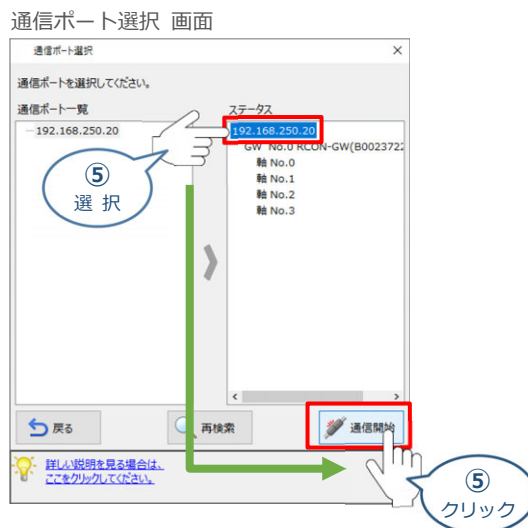 通信ポート選択 画面
通信ポート選択
×
通信ポートを選択してください。
通信ポート一覧
ステータス
192.168.250.20
192.168.250.20
GW No.0 RCON-GW(B0023722
軸 No.0
軸 No.1
軸 No.2
軸 No.3
⑤
選 択
戻る
再検索
通信開始
詳しい説明を見る場合は、
ここをクリックしてください。
⑤
クリック